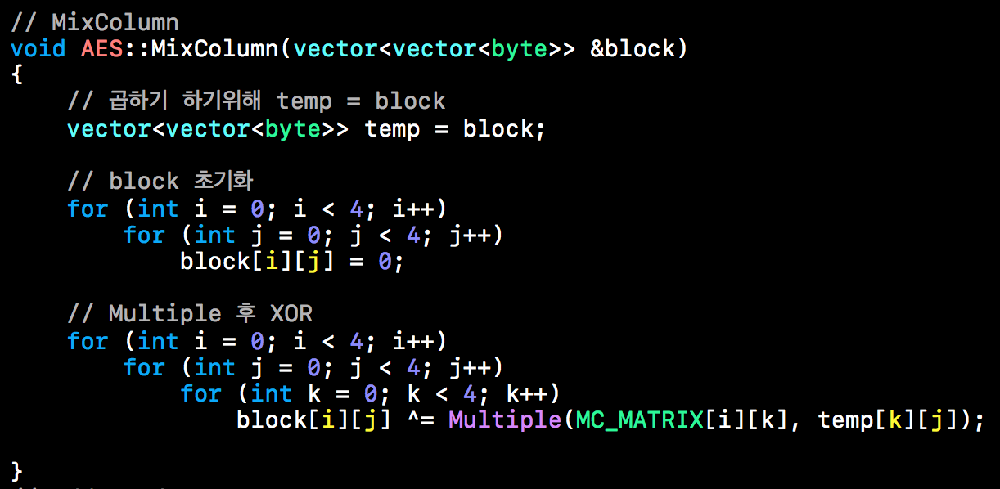 // MixColumn
void AES::MixColumn(vector<vector<byte>> &block)
{
    // 곱하기 하기위해 temp = block
    vector<vector<byte>> temp = block;

    // block 초기화
    for (int i = 0; i < 4; i++)
        for (int j = 0; j < 4; j++)
            block[i][j] = 0;

    // Multiple 후 XOR
    for (int i = 0; i < 4; i++)
        for (int j = 0; j < 4; j++)
            for (int k = 0; k < 4; k++)
                block[i][j] ^= Multiple(MC_MATRIX[i][k], temp[k][j]);

}